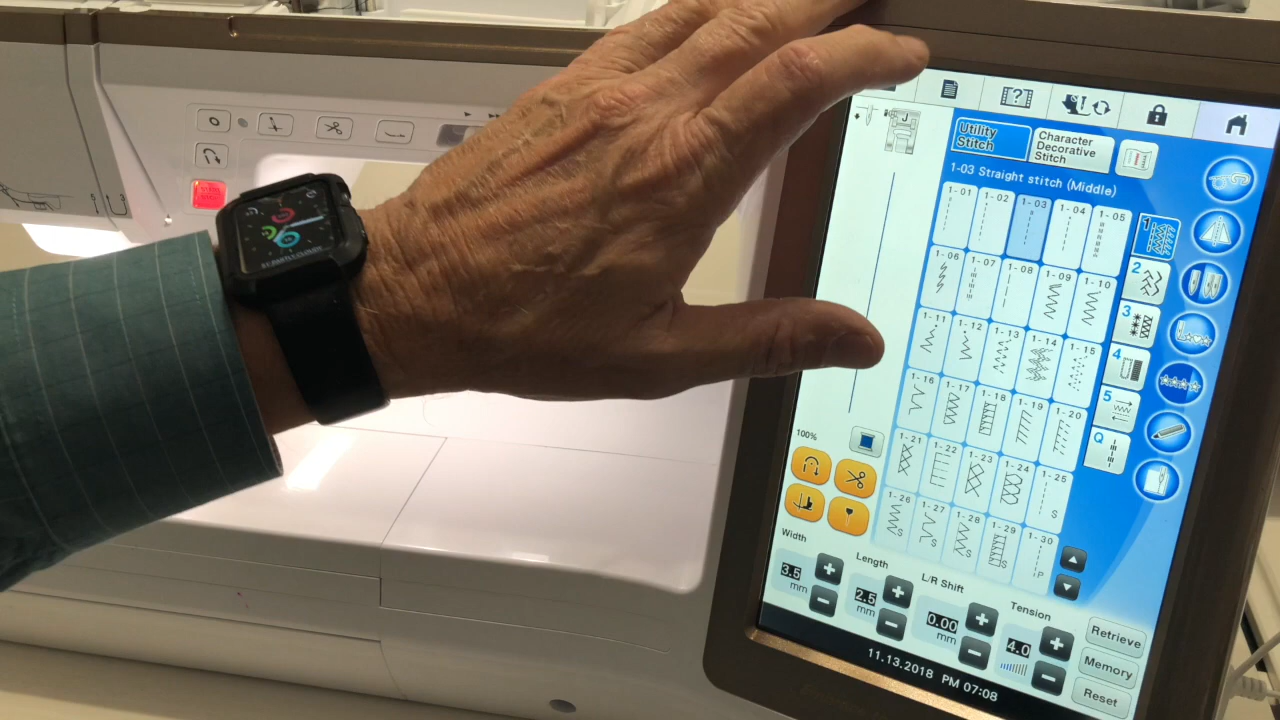 J
Utility
Stitch
Character
Decorative
Stitch
1-03 Straight stitch (Middle)
1-01
1-02
1-03
1-04
1-05
1-06
1-07
1-08
1-09
1-10
1-11
1-12
1-13
1-14
1-15
1-16
1-17
1-18
1-19
1-20
1-21
1-22
1-23
1-24
1-25
S
1-26
S
1-27
S
1-28
S
1-29
S
1-30
P
1
2
3
4
5
Q
100%
Width
3.5
mm
Length
2.5
mm
L/R Shift
0.00
mm
Tension
4.0
Retrieve
Memory
Reset
11.13.2018 PM 07:08